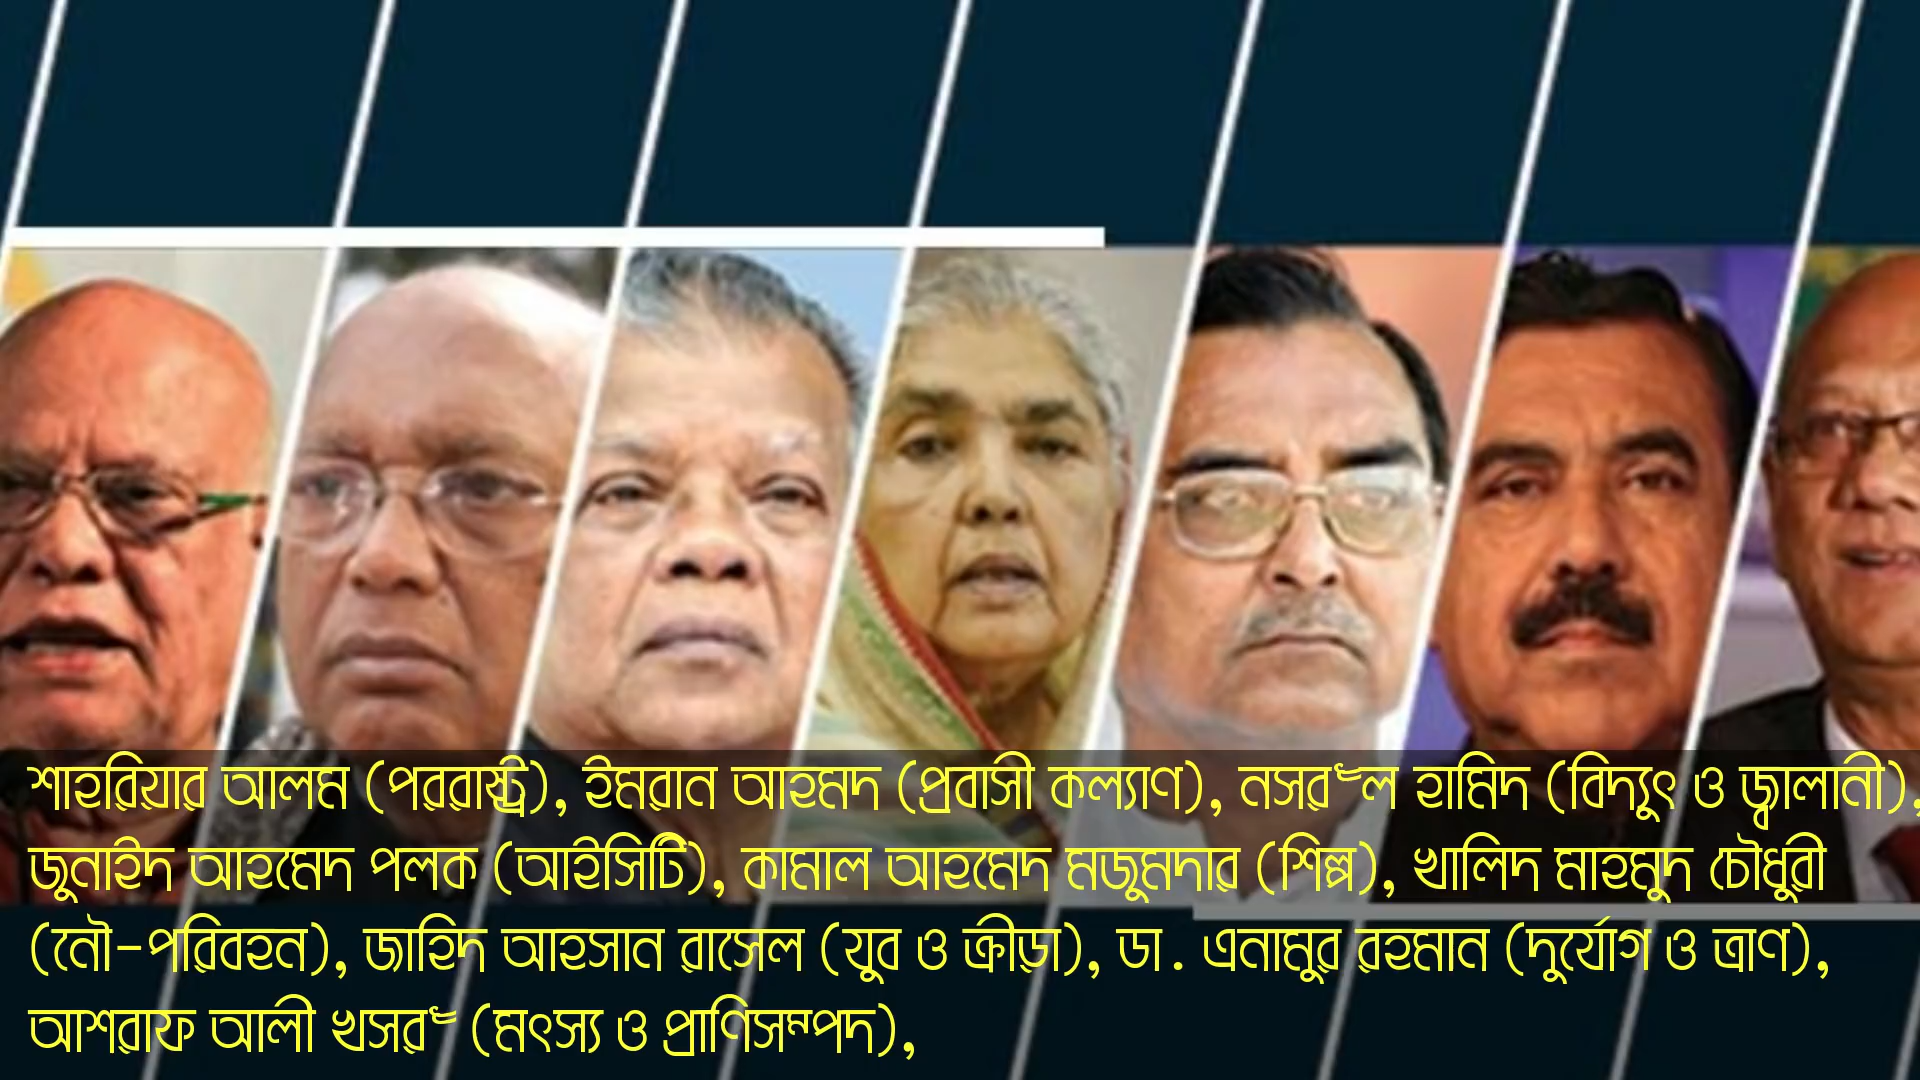 শাহরিয়ার আলম (পররাষ্ট্র), ইমরান আহমদ (প্রবাসী কল্যাণ), নসরুল হামিদ (বিদ্যুৎ ও জ্বালানী),
জুনাইদ আহমেদ পলক (আইসিটি), কামাল আহমেদ মজুমদার (শিল্প), খালিদ মাহমুদ চৌধুরী
(নৌ-পরিবহন), জাহিদ আহসান রাসেল (যুব ও ক্রীড়া), ডা. এনামুর রহমান (দুর্যোগ ও ত্রাণ),
আশরাফ আলী খসরু (মৎস্য ও প্রাণিসম্পদ),